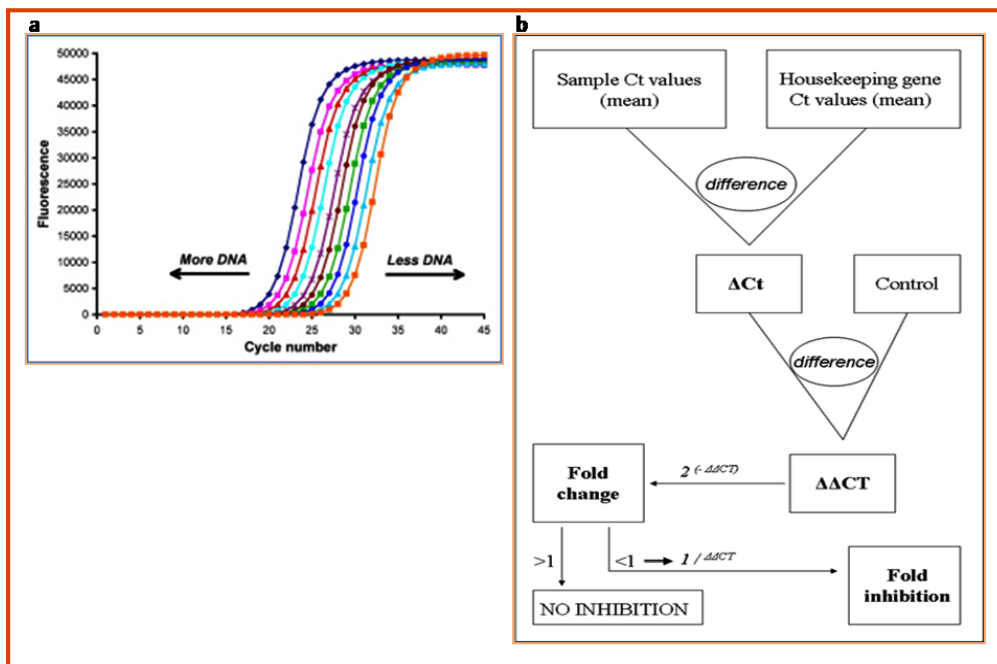 a
50000
45000
40000
35000
30000
25000
20000
15000
10000
5000
0
Fluorescence
More DNA
Less DNA
0 5 10 15 20 25 30 35 40 45
Cycle number
b
Sample Ct values
(mean)
Housekeeping gene
Ct values (mean)
difference
ΔCt
Control
difference
Fold
change
2 (- ΔΔCT)
ΔΔCT
>1
<1
1 / ΔΔCT
NO INHIBITION
Fold
inhibition